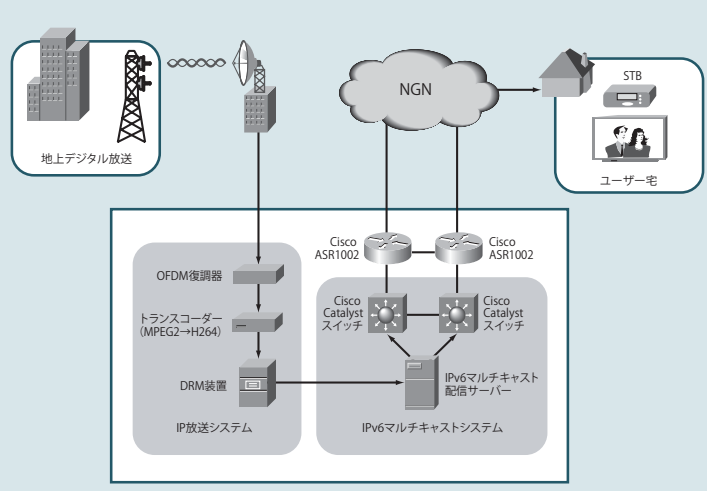 地上デジタル放送
NGN
STB
ユーザー宅
Cisco
ASR1002
Cisco
ASR1002
OFDM復調器
トランスコーダー
(MPEG2→H264)
DRM装置
IP放送システム
Cisco
Catalyst
スイッチ
Cisco
Catalyst
スイッチ
IPv6マルチキャスト
配信サーバー
IPv6マルチキャストシステム